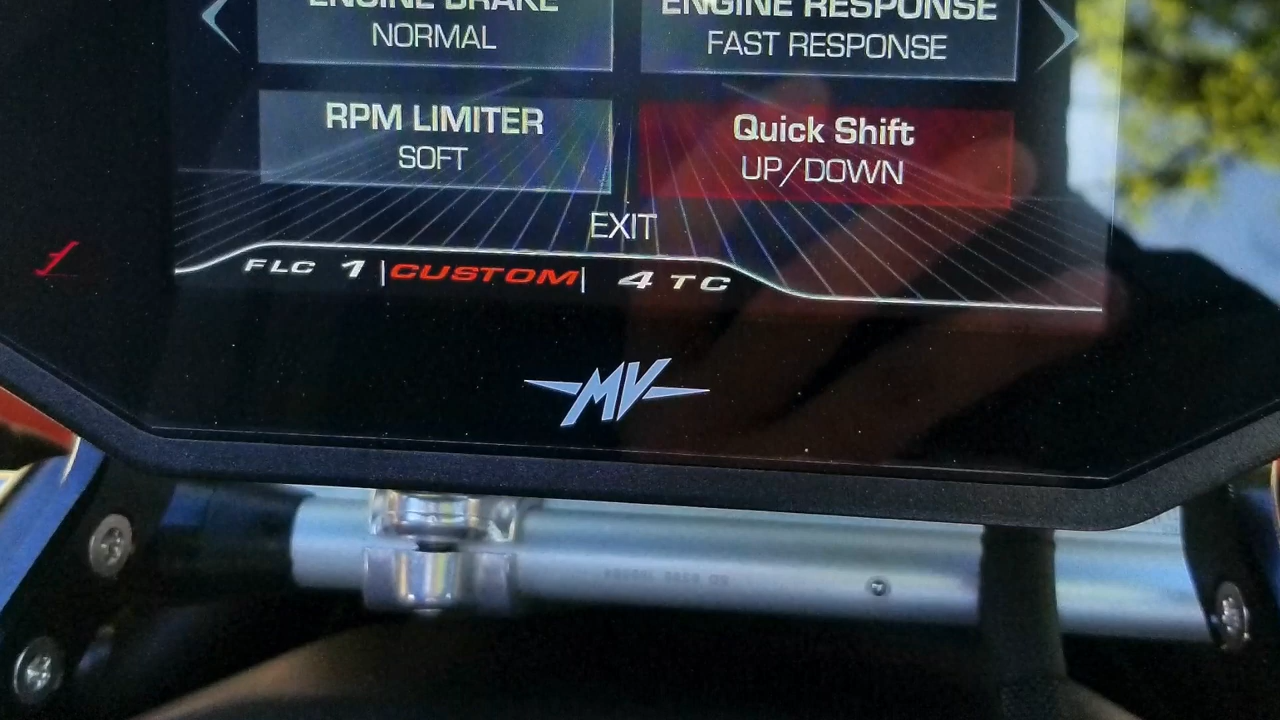 ENGINE BRAKE
NORMAL
ENGINE RESPONSE
FAST RESPONSE
RPM LIMITER
SOFT
Quick Shift
UP/DOWN
EXIT
FLC 1 |CUSTOM| 4 TC
MV